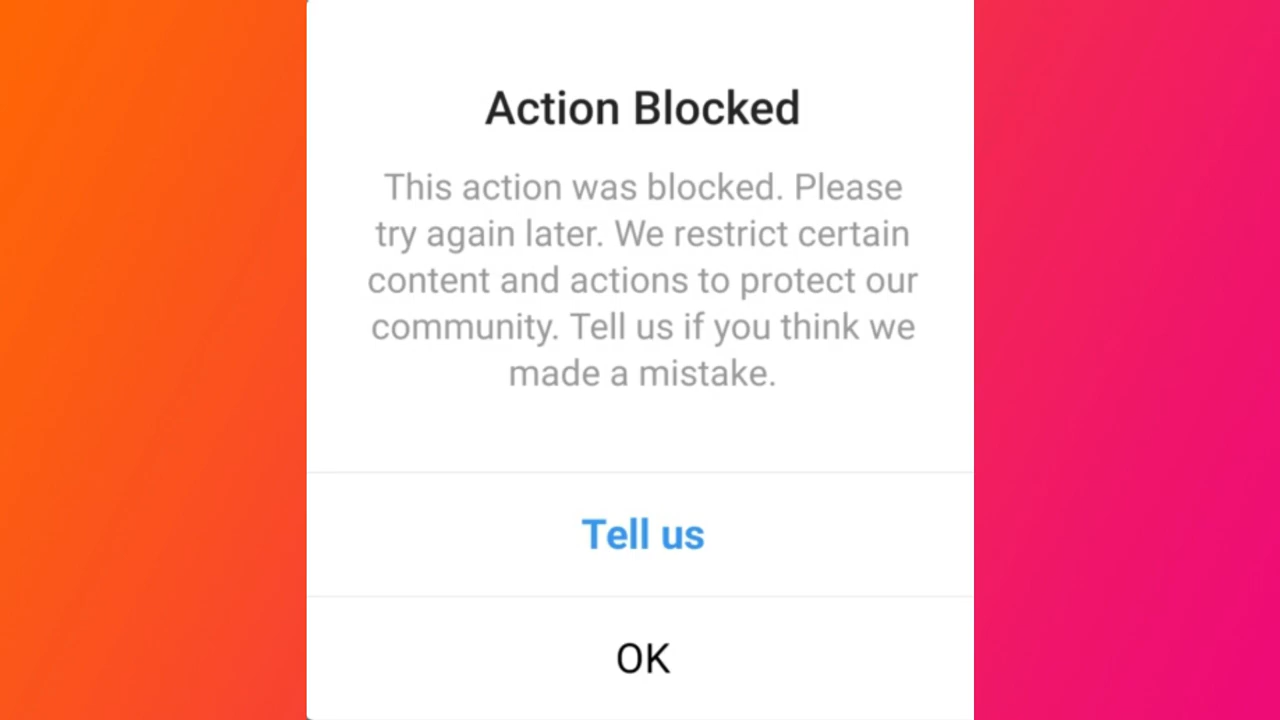 Action Blocked
This action was blocked. Please
try again later. We restrict certain
content and actions to protect our
community. Tell us if you think we
made a mistake.
Tell us
OK